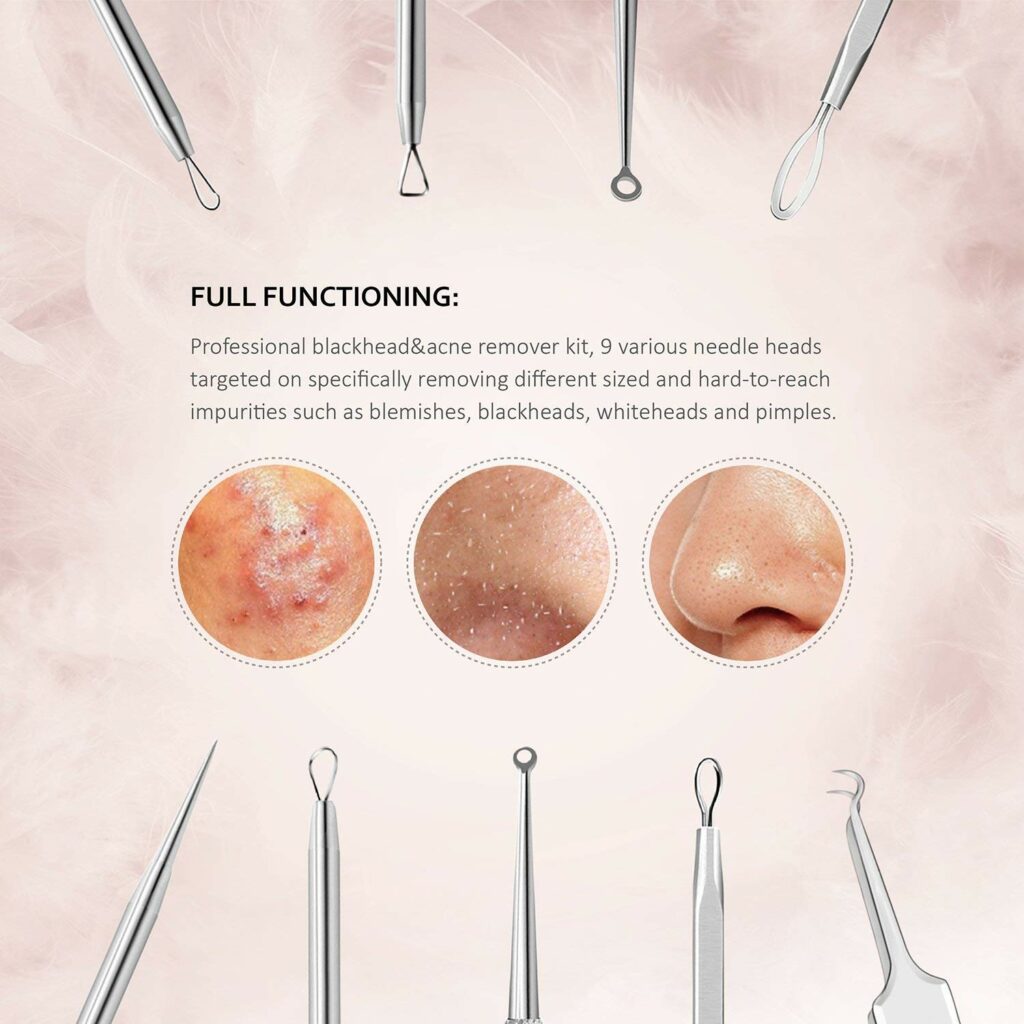 FULL FUNCTIONING:
Professional blackhead&acne remover kit, 9 various needle heads
targeted on specifically removing different sized and hard-to-reach
impurities such as blemishes, blackheads, whiteheads and pimples.